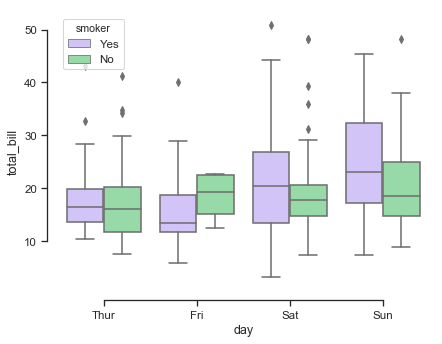 smoker
Yes
No
50
40
30
20
10
total_bill
Thur Fri Sat Sun
day